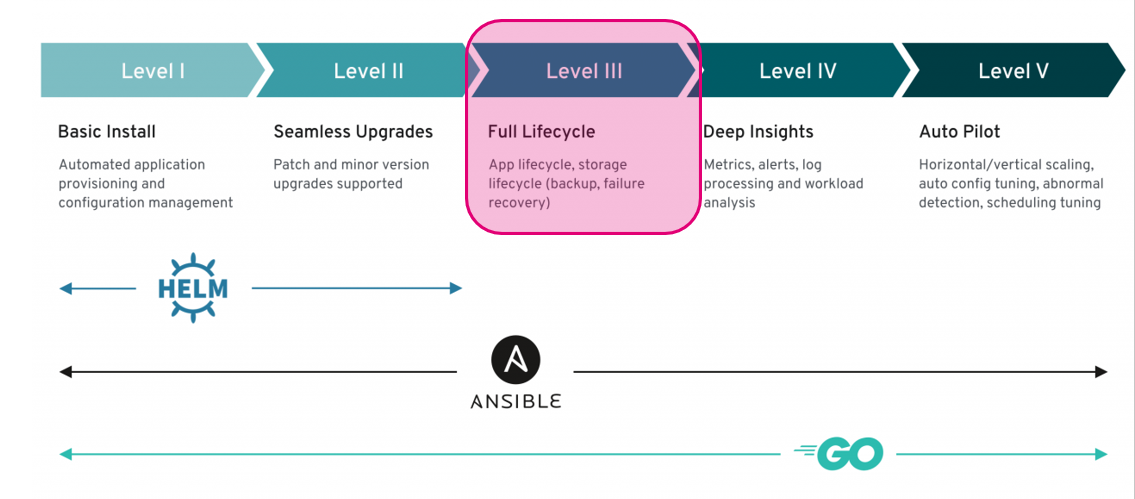 Level I
Level II
Level III
Level IV
Level V
Basic Install
Automated application
provisioning and
configuration management
Seamless Upgrades
Patch and minor version
upgrades supported
Full Lifecycle
App lifecycle, storage
lifecycle (backup, failure
recovery)
Deep Insights
Metrics, alerts, log
processing and workload
analysis
Auto Pilot
Horizontal/vertical scaling,
auto config tuning, abnormal
detection, scheduling tuning
HELM
ANSIBLE
GO